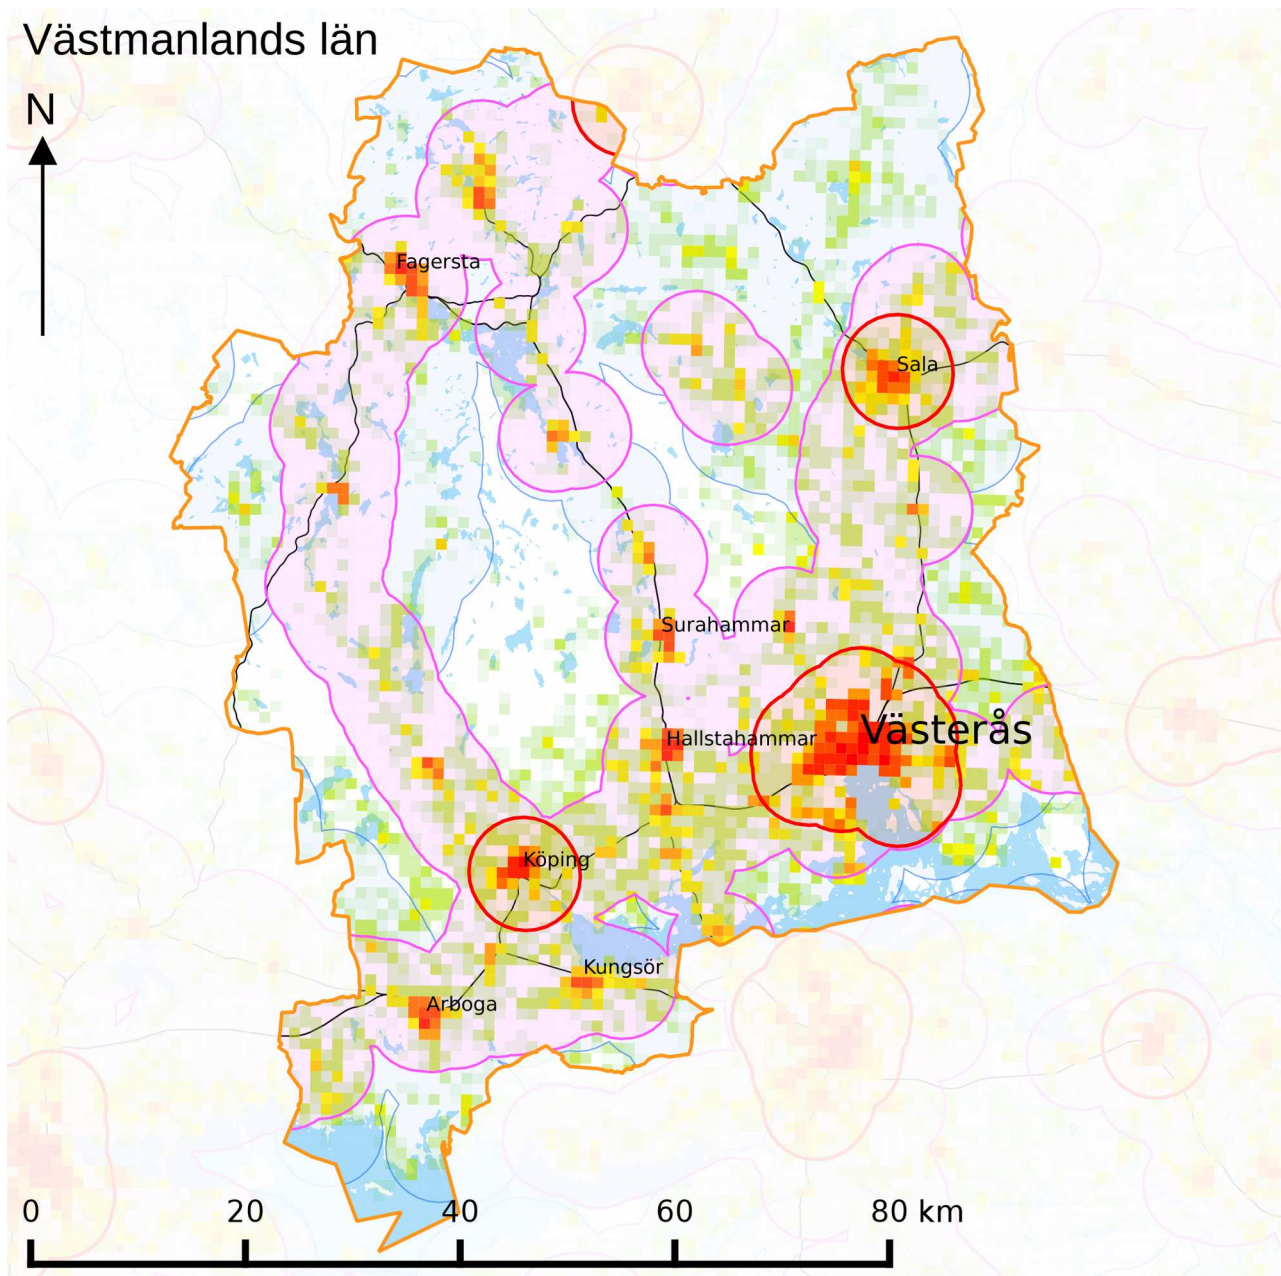 Västmanlands län
N
Fagersta
Sala
Surahammar
Västerås
Hallstahammar
Köping
Kungsör
Arboga
0 20 40 60 80 km